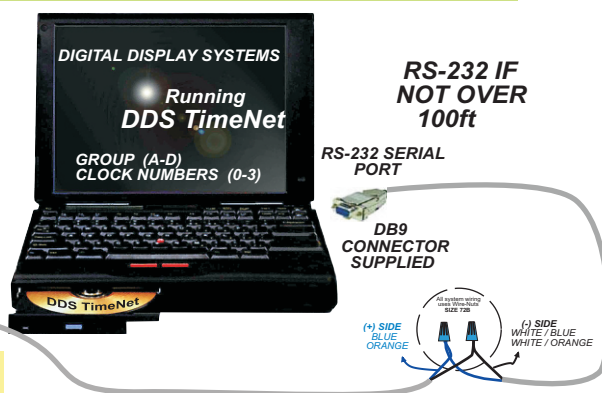 DIGITAL DISPLAY SYSTEMS
Running
DDS TimeNet
GROUP (A-D)
CLOCK NUMBERS (0-3)
RS-232 IF
NOT OVER
100ft
RS-232 SERIAL
PORT
DB9
CONNECTOR
SUPPLIED
DDS TimeNet
All system wiring
uses Wire-Nuts
SIZE 72B
(+) SIDE
BLUE
ORANGE
(-) SIDE
WHITE / BLUE
WHITE / ORANGE